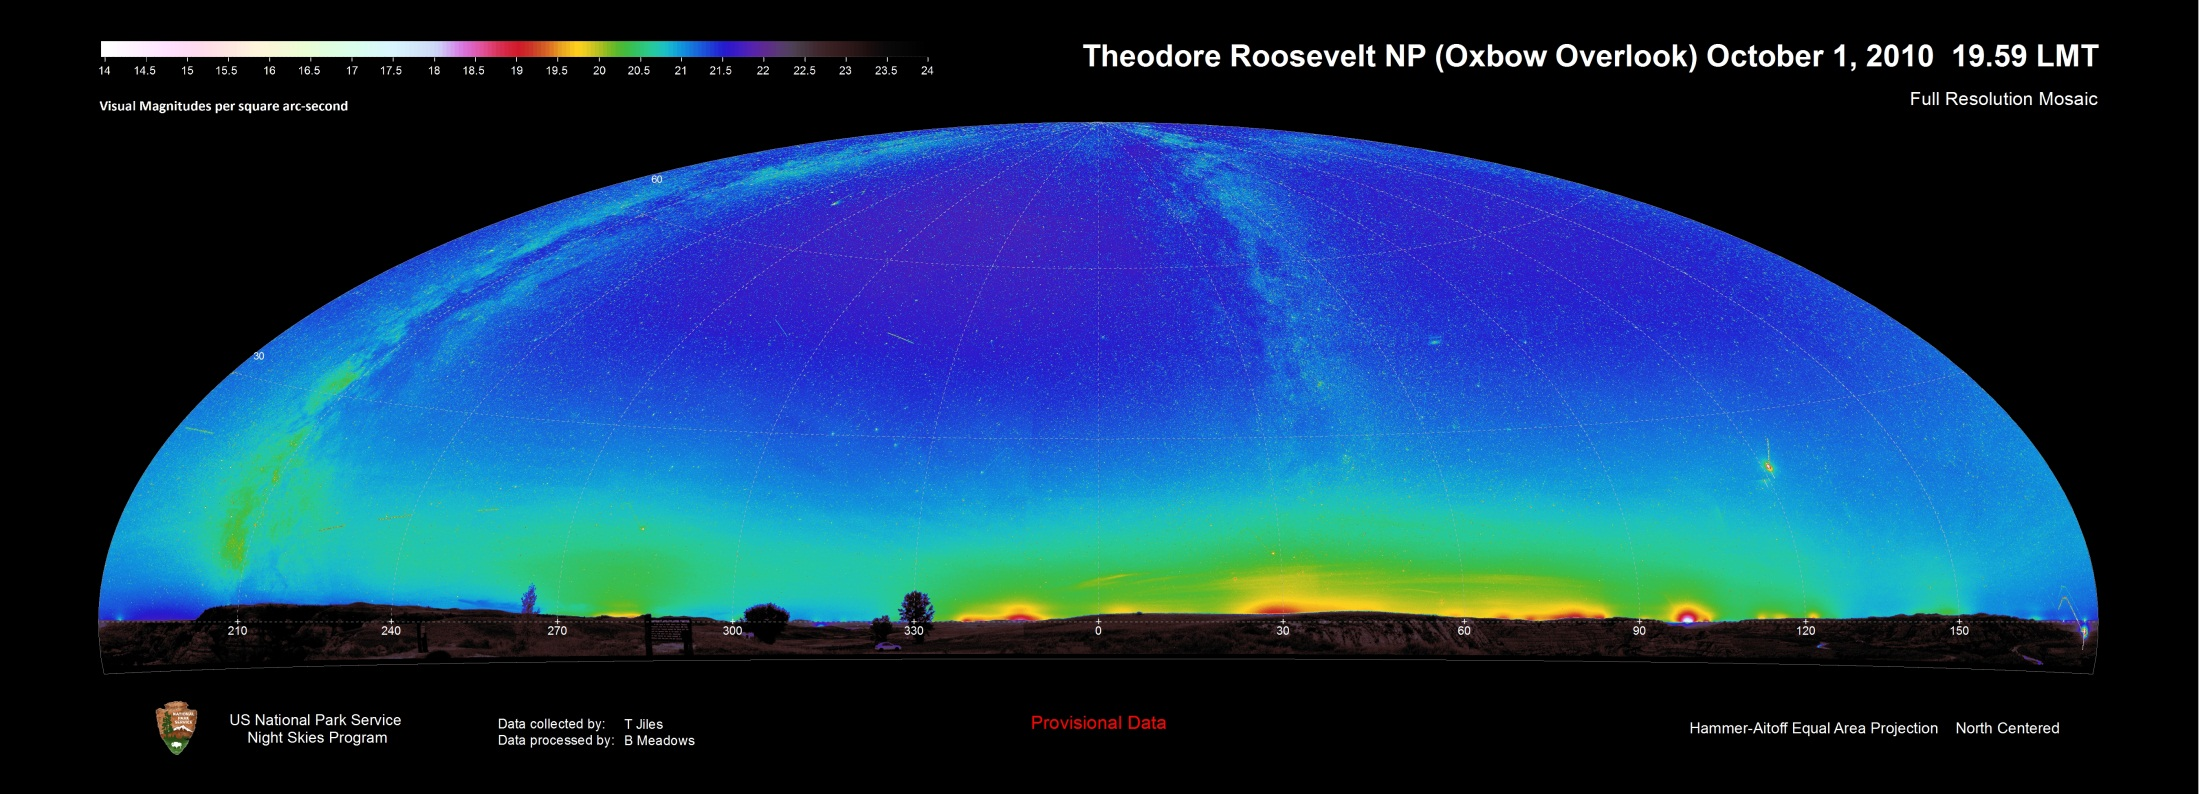 Theodore Roosevelt NP (Oxbow Overlook) October 1, 2010 19.59 LMT
14 14.5 15 15.5 16 16.5 17 17.5 18 18.5 19 19.5 20 20.5 21 21.5 22 22.5 23 23.5 24
Full Resolution Mosaic
Visual Magnitudes per square arc-second
60
30
210 240 270 300 330 0 30 60 90 120 150
NATIONAL
PARK
SERVICE
US National Park Service
Night Skies Program
Data collected by: T Jiles
Data processed by: B Meadows
Provisional Data
Hammer-Aitoff Equal Area Projection North Centered